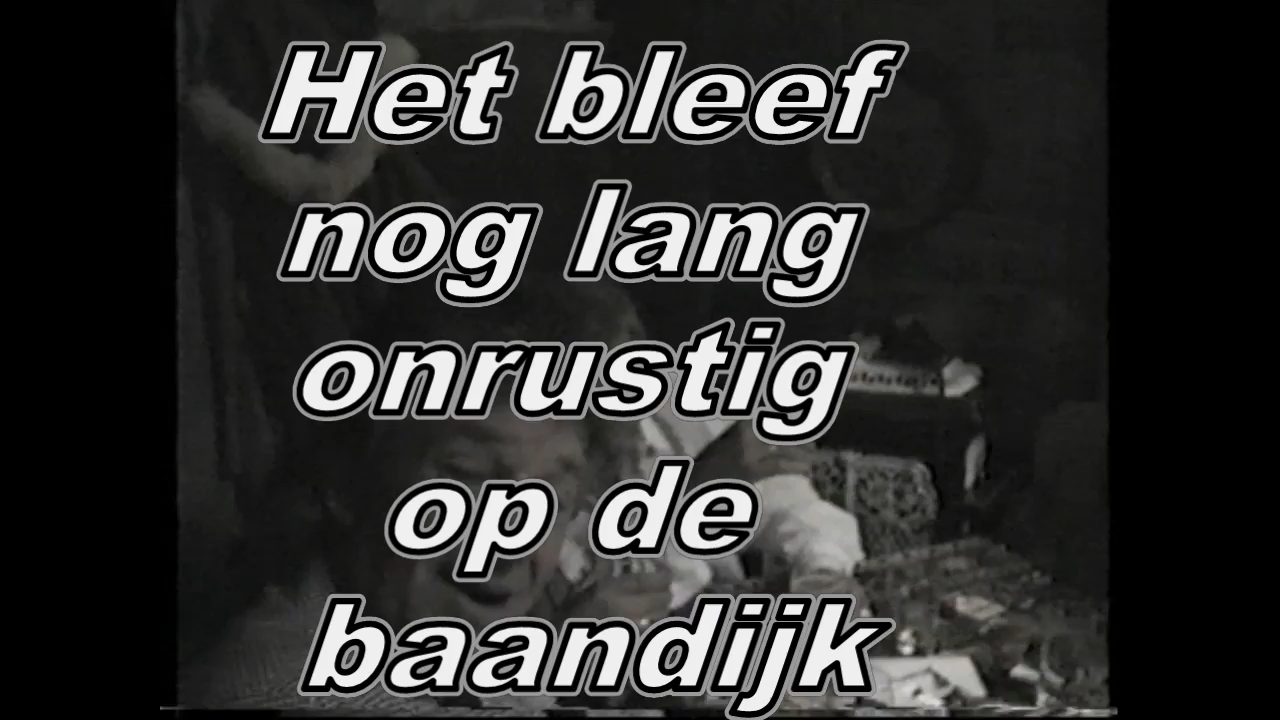 Het bleef
nog lang
onrustig
op de
baandijk